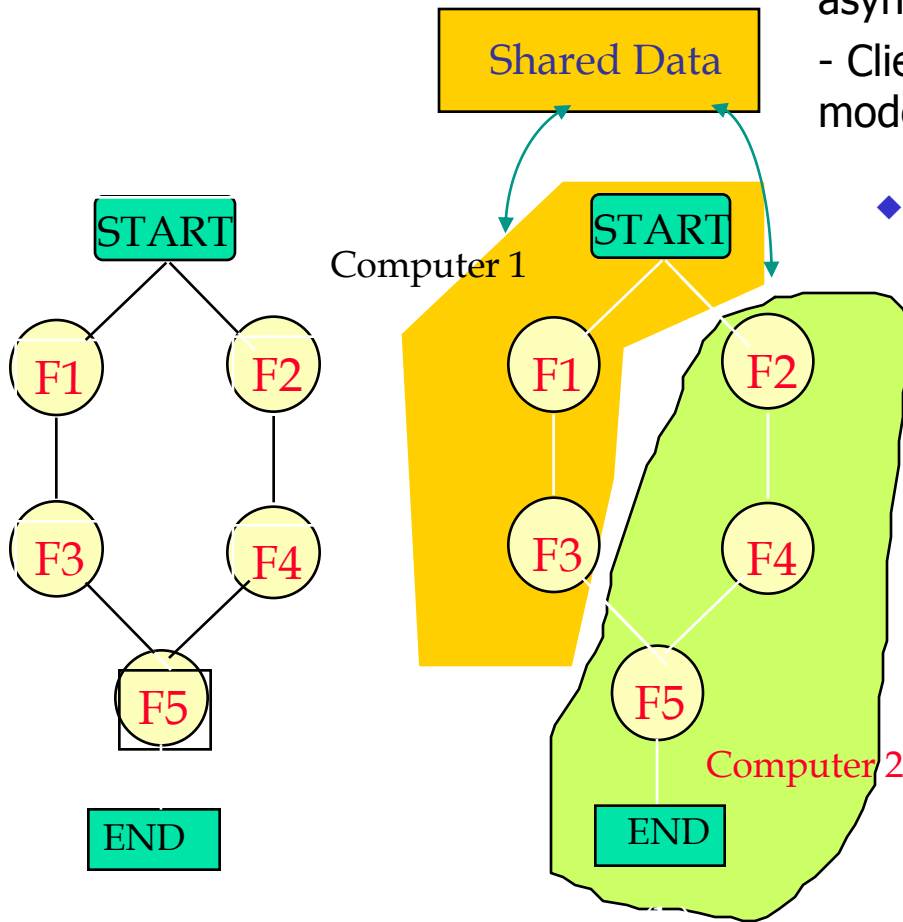 asyn
- Clie
mode
Shared Data
START
START
Computer 1
F1
F2
F1
F2
F3
F4
F3
F4
F5
F5
Computer 2
END
END